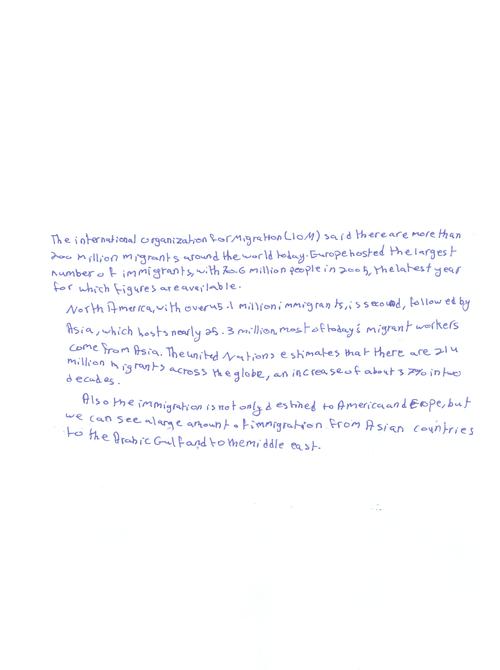 The international organization for Migration (IOM) said there are more than
200 Million migrants around the world today. Europe hosted the largest
number of immigrants, with 70.6 million people in 2005, the latest year
for which figures are available.
North America, with over 45.1 million immigrants, is second, followed by
Asia, which hosts nearly 25.3 million, most of today's migrant workers
come from Asia. The united Nations estimates that there are 214
million migrants across the globe, an increase of about 37% in two
decades.
Also the immigration is not only destined to America and Erope, but
we can see a large amount of immigration from Asian countries
to the Arabic Gulf and to the middle east.